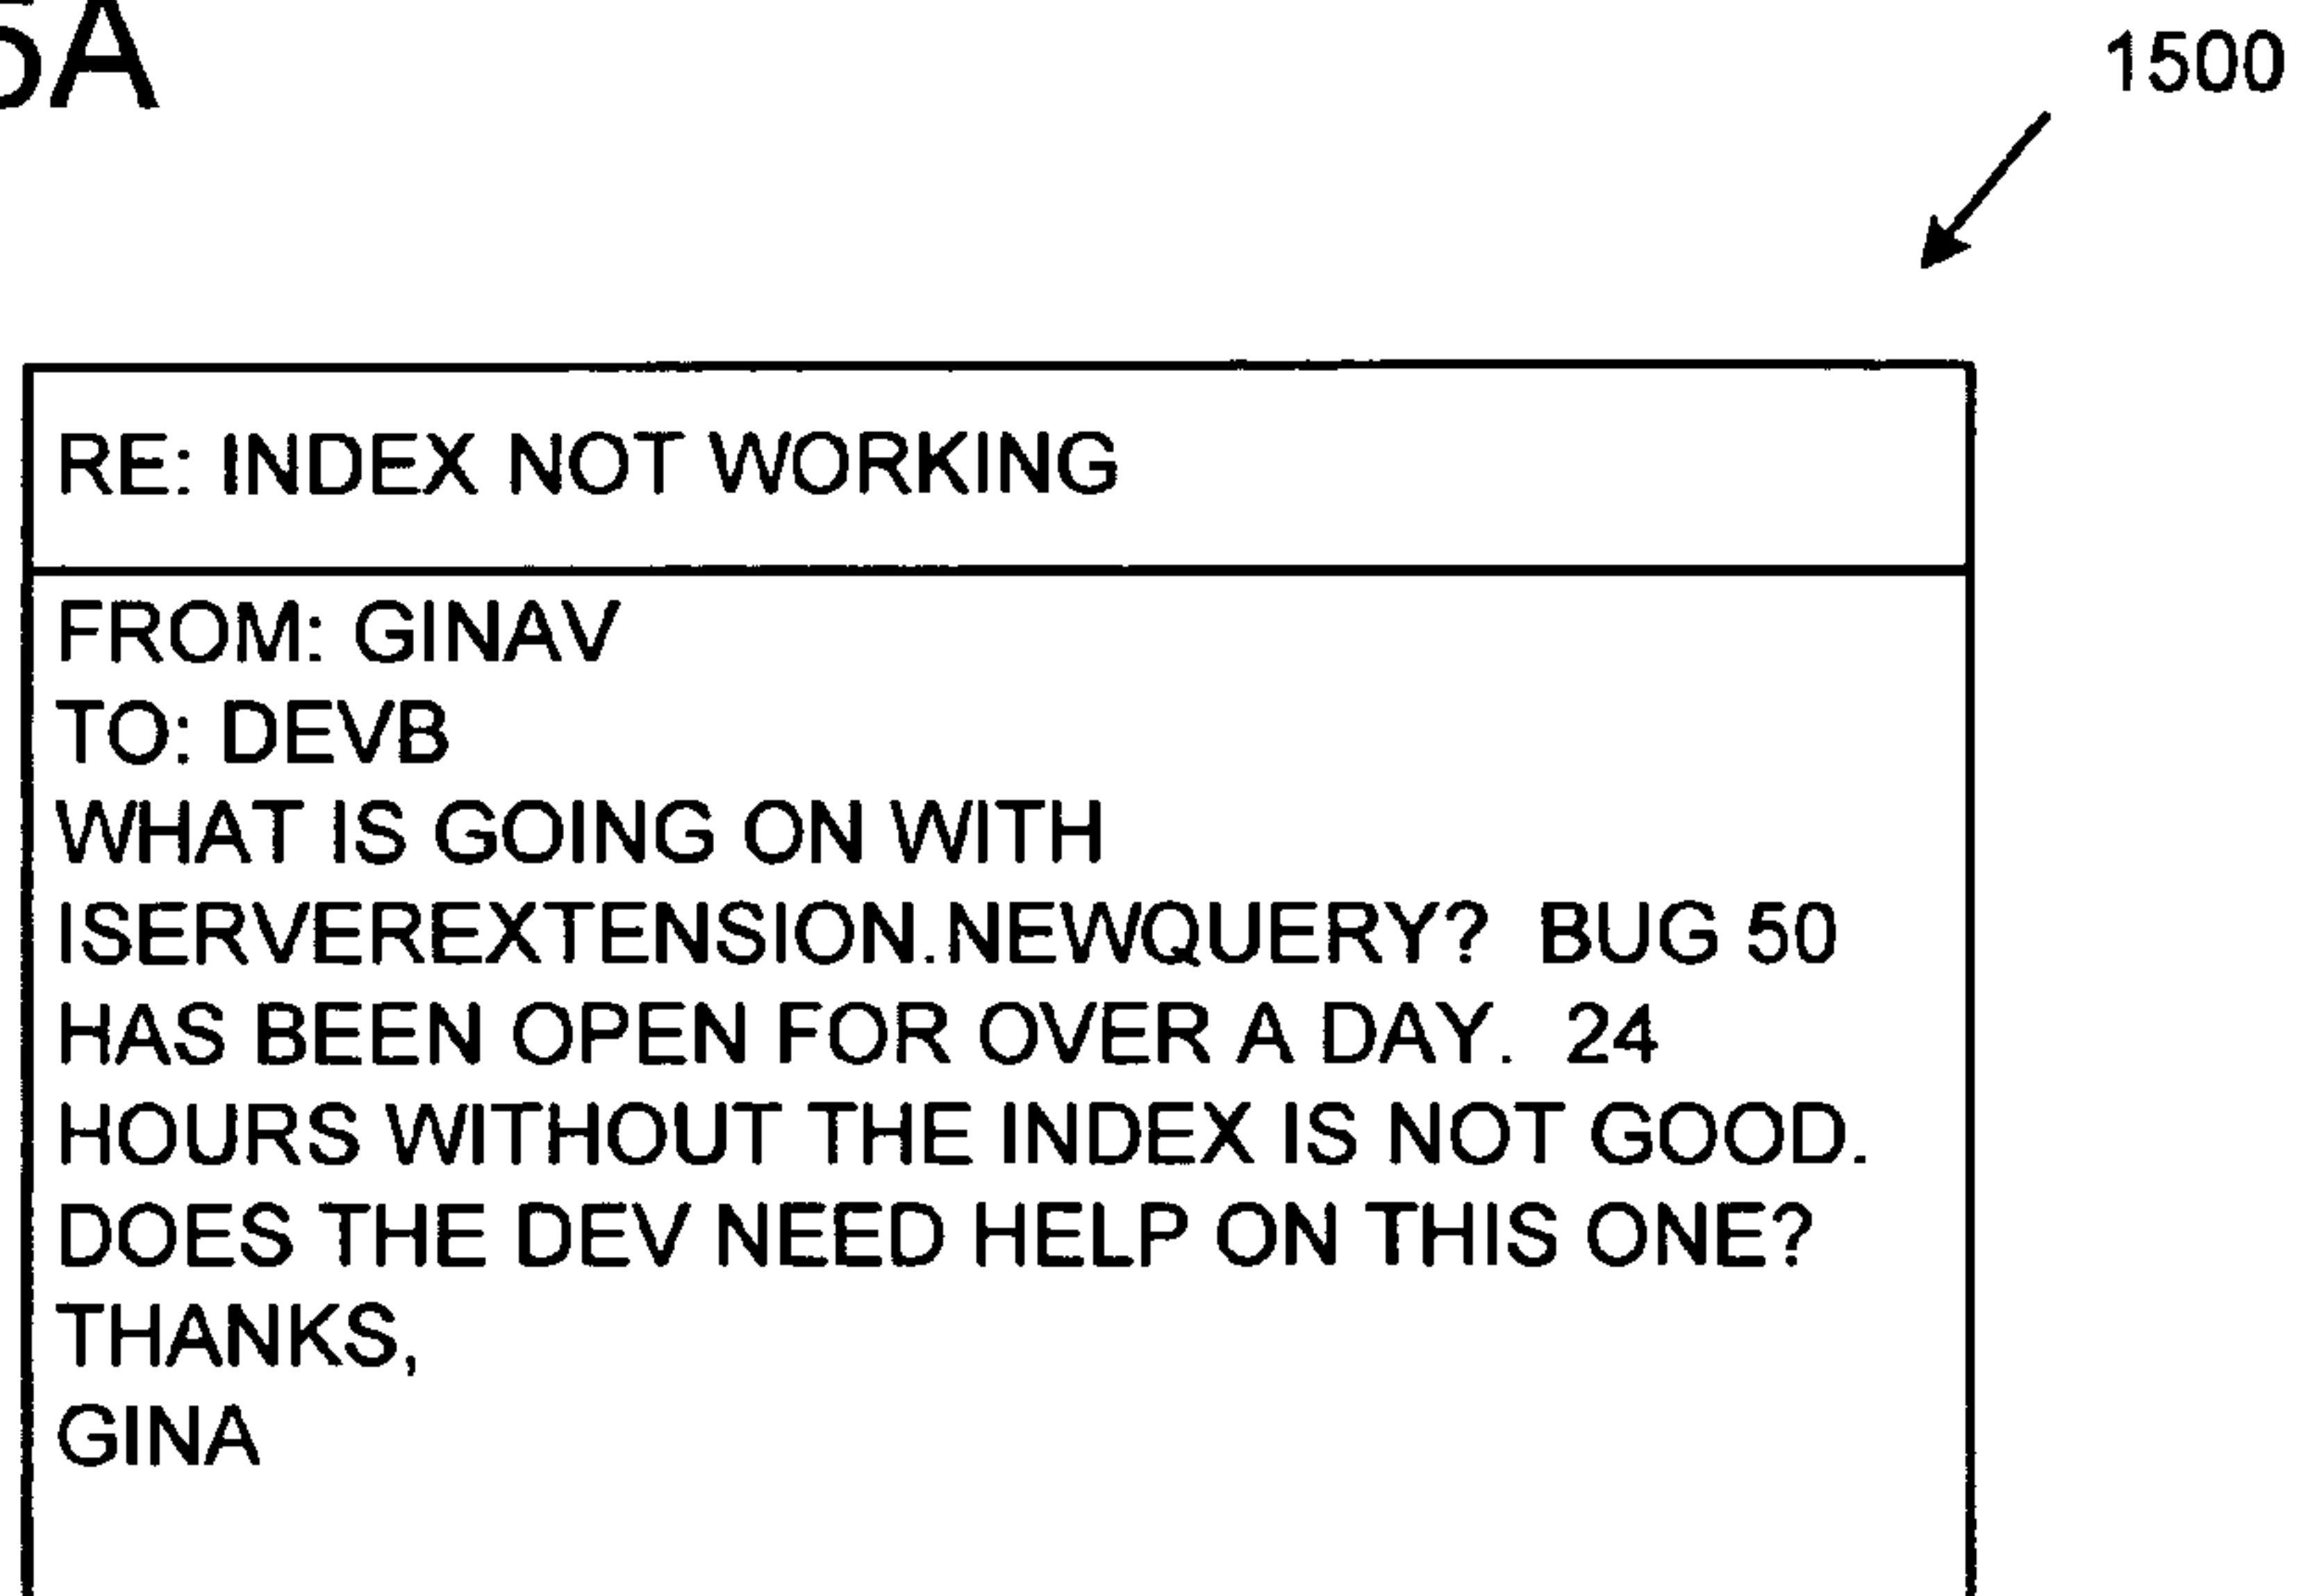 5A
1500
RE: INDEX NOT WORKING
FROM: GINAV
TO: DEVB
WHAT IS GOING ON WITH
ISERVEREXTENSION.NEWQUERY?  BUG 50
HAS BEEN OPEN FOR OVER A DAY.  24
HOURS WITHOUT THE INDEX IS NOT GOOD.
DOES THE DEV NEED HELP ON THIS ONE?
THANKS,
GINA